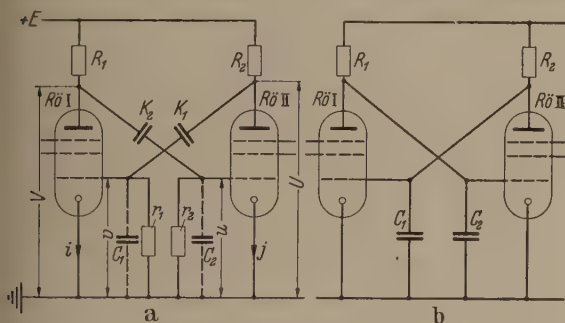 +E
R₁
R₂
R₁
R₂
Rö I
K₂
K₁
Rö II
Rö I
Rö II
V
v
u
U
i
C₁
r₁
r₂
C₂
j
C₁
C₂
a
b